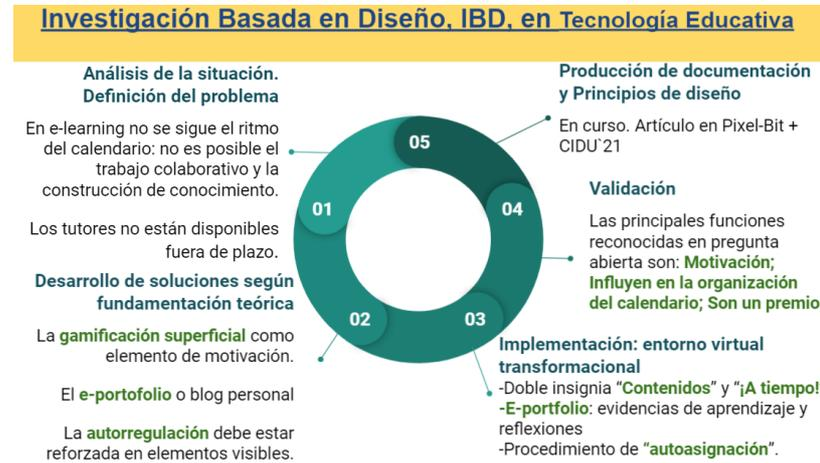 Investigación Basada en Diseño, IBD, en Tecnología Educativa
Análisis de la situación.
Definición del problema
En e-learning no se sigue el ritmo
del calendario: no es posible el
trabajo colaborativo y la
construcción de conocimiento.
Los tutores no están disponibles
fuera de plazo.
01
Desarrollo de soluciones según
fundamentación teórica
La gamificación superficial como
elemento de motivación.
El e-portofolio o blog personal
La autorregulación debe estar
reforzada en elementos visibles.
02
Implementación: entorno virtual
transformacional
-Doble insignia “Contenidos” y “¡A tiempo!
-E-portfolio: evidencias de aprendizaje y
reflexiones
-Procedimiento de “autoasignación”.
03
Validación
Las principales funciones
reconocidas en pregunta
abierta son: Motivación;
Influyen en la organización
del calendario; Son un premio
04
Producción de documentación
y Principios de diseño
En curso. Artículo en Pixel-Bit +
CIDU`21
05